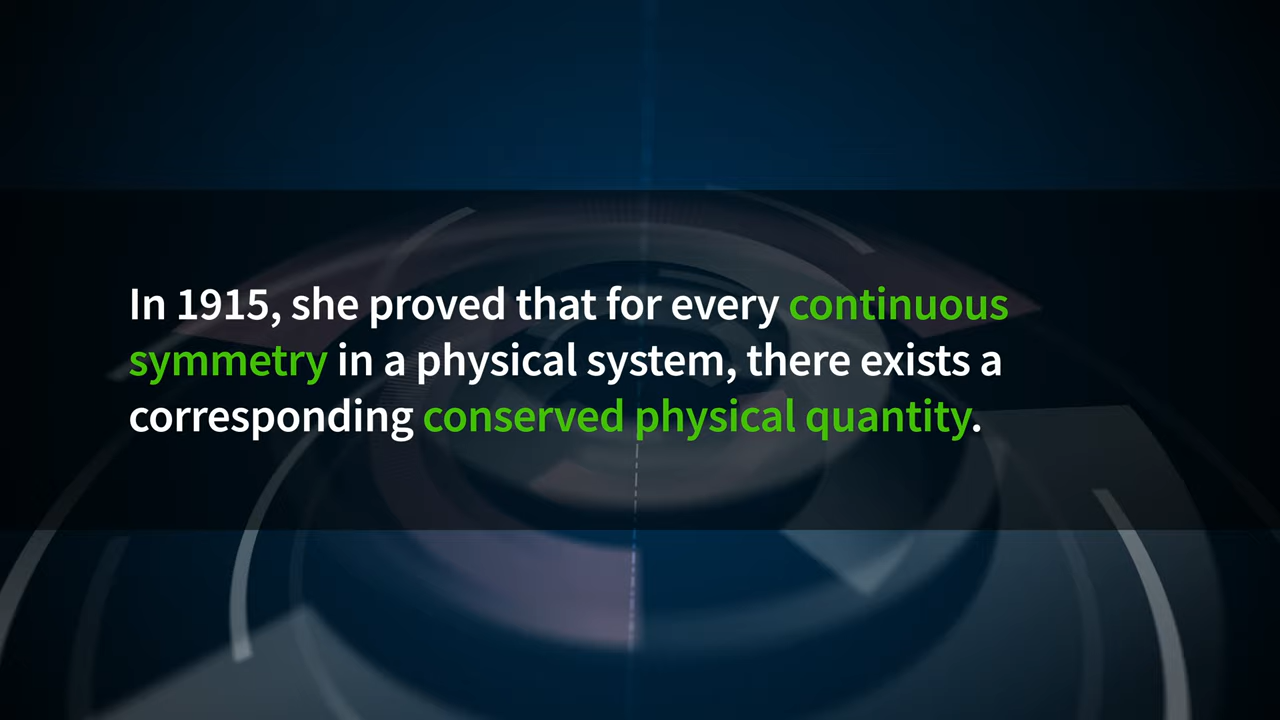 In 1915, she proved that for every continuous
symmetry in a physical system, there exists a
corresponding conserved physical quantity.